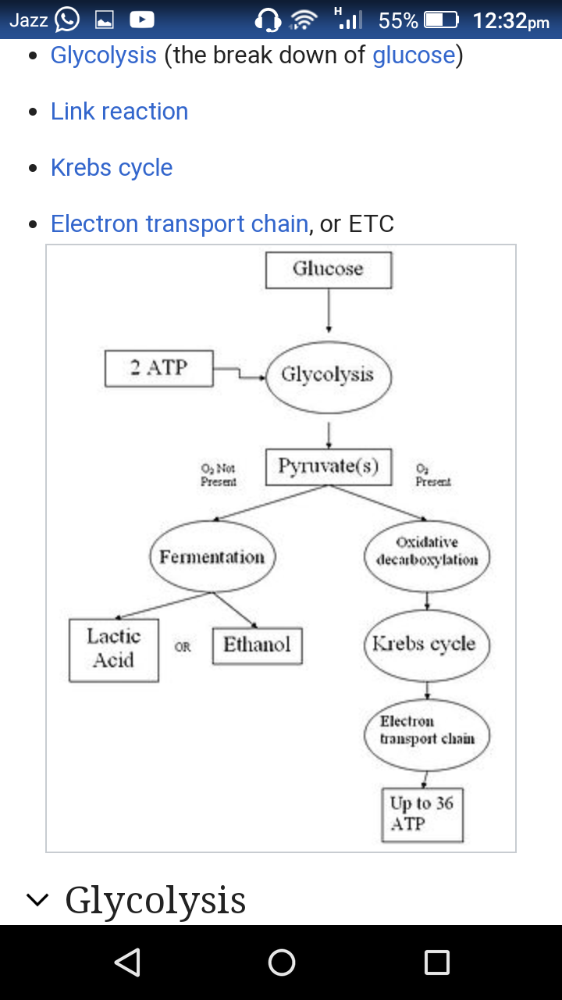 Jazz H 55% 12:32pm
• Glycolysis (the break down of glucose)
• Link reaction
• Krebs cycle
• Electron transport chain, or ETC
Glucose
2 ATP
Glycolysis
O₂ Not
Present
Pyruvate(s)
O₂
Present
Fermentation
Oxidative
decarboxylation
Lactic
Acid
OR
Ethanol
Krebs cycle
Electron
transport chain
Up to 36
ATP
Glycolysis